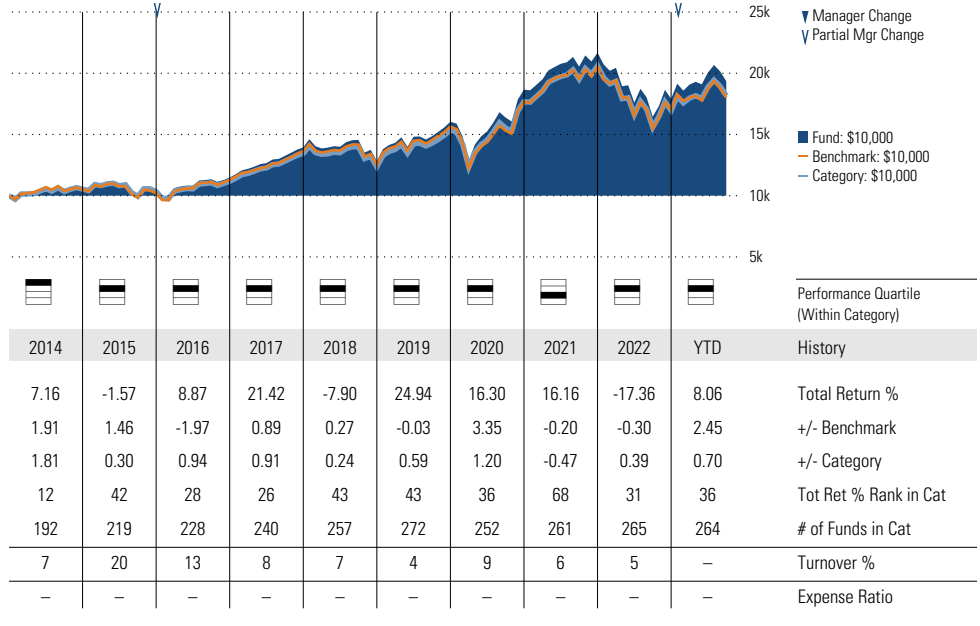 25k
20k
15k
10k
5k
Manager Change
Partial Mgr Change
Fund: $10,000
Benchmark: $10,000
Category: $10,000
Performance Quartile
(Within Category)
2014 2015 2016 2017 2018 2019 2020 2021 2022 YTD History
7.16 -1.57 8.87 21.42 -7.90 24.94 16.30 16.16 -17.36 8.06 Total Return %
1.91 1.46 -1.97 0.89 0.27 -0.03 3.35 -0.20 -0.30 2.45 +/- Benchmark
1.81 0.30 0.94 0.91 0.24 0.59 1.20 -0.47 0.39 0.70 +/- Category
12 42 28 26 43 43 36 68 31 36 Tot Ret % Rank in Cat
192 219 228 240 257 272 252 261 265 264 # of Funds in Cat
7 20 13 8 7 4 9 6 5 – Turnover %
– – – – – – – – – – Expense Ratio